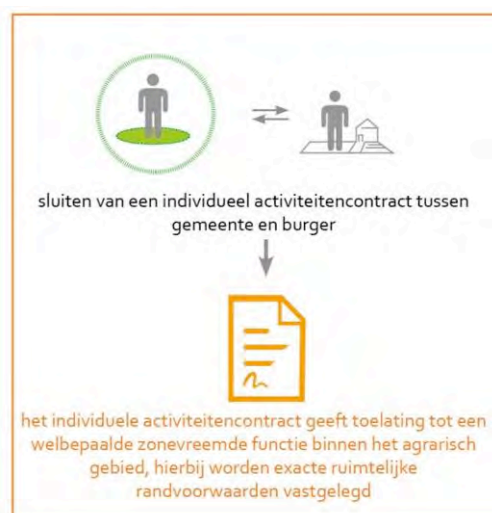 sluiten van een individueel activiteitencontract tussen
gemeente en burger
het individuele activiteitencontract geeft toelating tot een
welbepaalde zonevreemde functie binnen het agrarisch
gebied, hierbij worden exacte ruimtelijke
randvoorwaarden vastgelegd